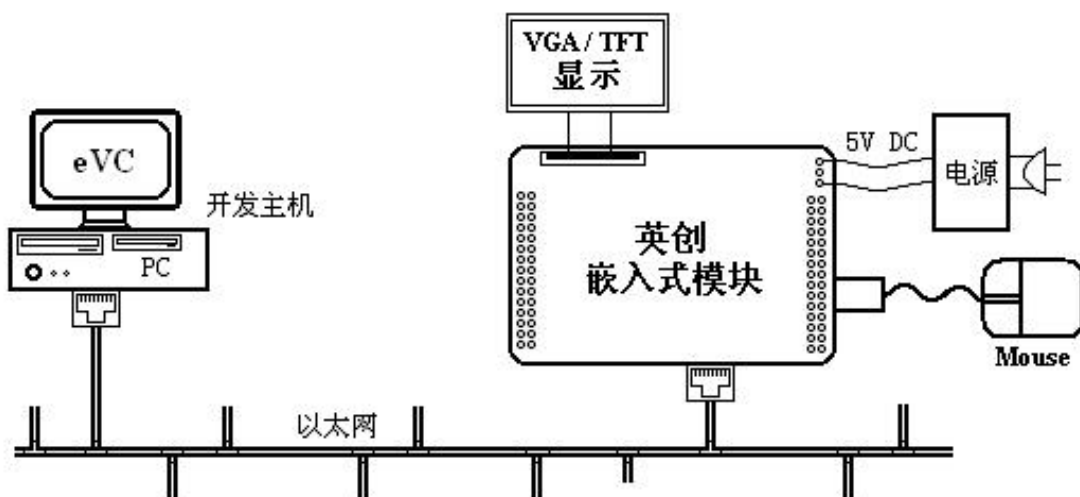 VGA / TFT
显示
eVC
开发主机
PC
5V DC
电源
英创
嵌入式模块
Mouse
以太网